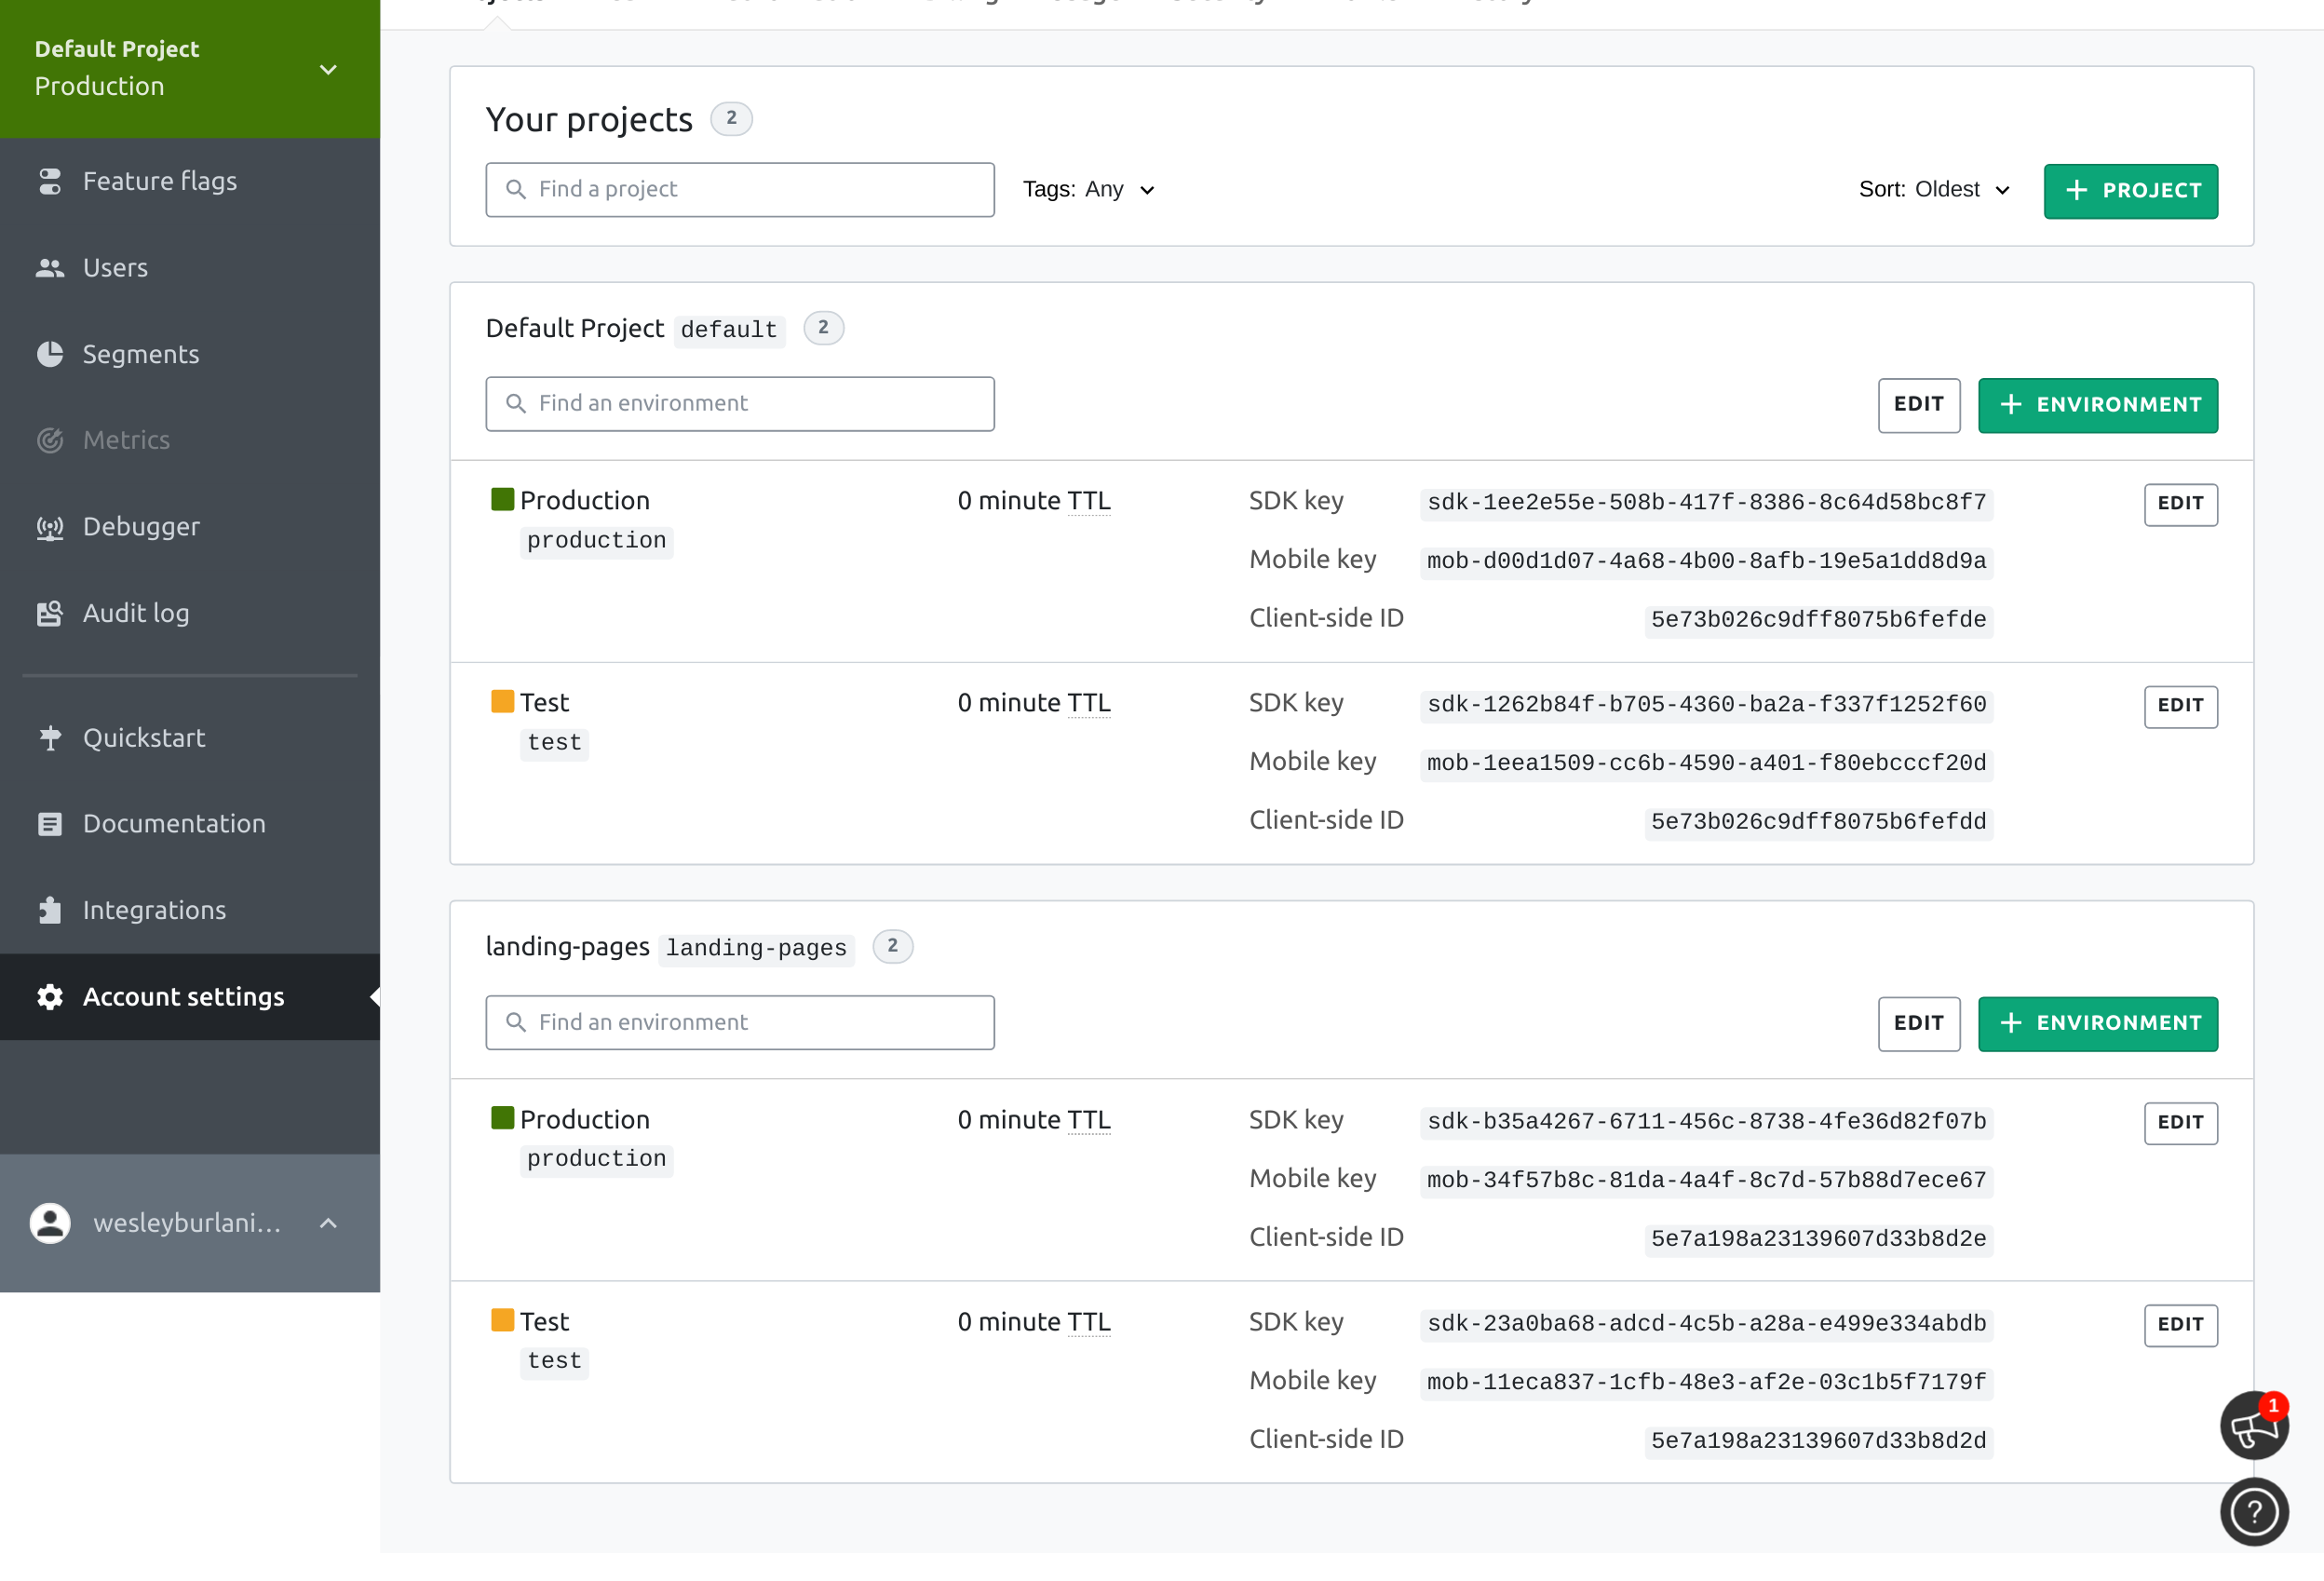 Default Project
Production
Feature flags
Users
Segments
Metrics
Debugger
Audit log
Quickstart
Documentation
Integrations
Account settings
wesleyburlani...
Your projects 2
Find a project Tags: Any Sort: Oldest + PROJECT
Default Project default 2
Find an environment EDIT + ENVIRONMENT
Production 0 minute TTL SDK key sdk-1ee2e55e-508b-417f-8386-8c64d58bc8f7 EDIT
production
Mobile key mob-d00d1d07-4a68-4b00-8afb-19e5a1dd8d9a
Client-side ID 5e73b026c9dff8075b6fefde
Test 0 minute TTL SDK key sdk-1262b84f-b705-4360-ba2a-f337f1252f60 EDIT
test
Mobile key mob-1eea1509-cc6b-4590-a401-f80ebcccf20d
Client-side ID 5e73b026c9dff8075b6fefdd
landing-pages landing-pages 2
Find an environment EDIT + ENVIRONMENT
Production 0 minute TTL SDK key sdk-b35a4267-6711-456c-8738-4fe36d82f07b EDIT
production
Mobile key mob-34f57b8c-81da-4a4f-8c7d-57b88d7ece67
Client-side ID 5e7a198a23139607d33b8d2e
Test 0 minute TTL SDK key sdk-23a0ba68-adcd-4c5b-a28a-e499e334abdb EDIT
test
Mobile key mob-11eca837-1cfb-48e3-af2e-03c1b5f7179f
Client-side ID 5e7a198a23139607d33b8d2d
1
?